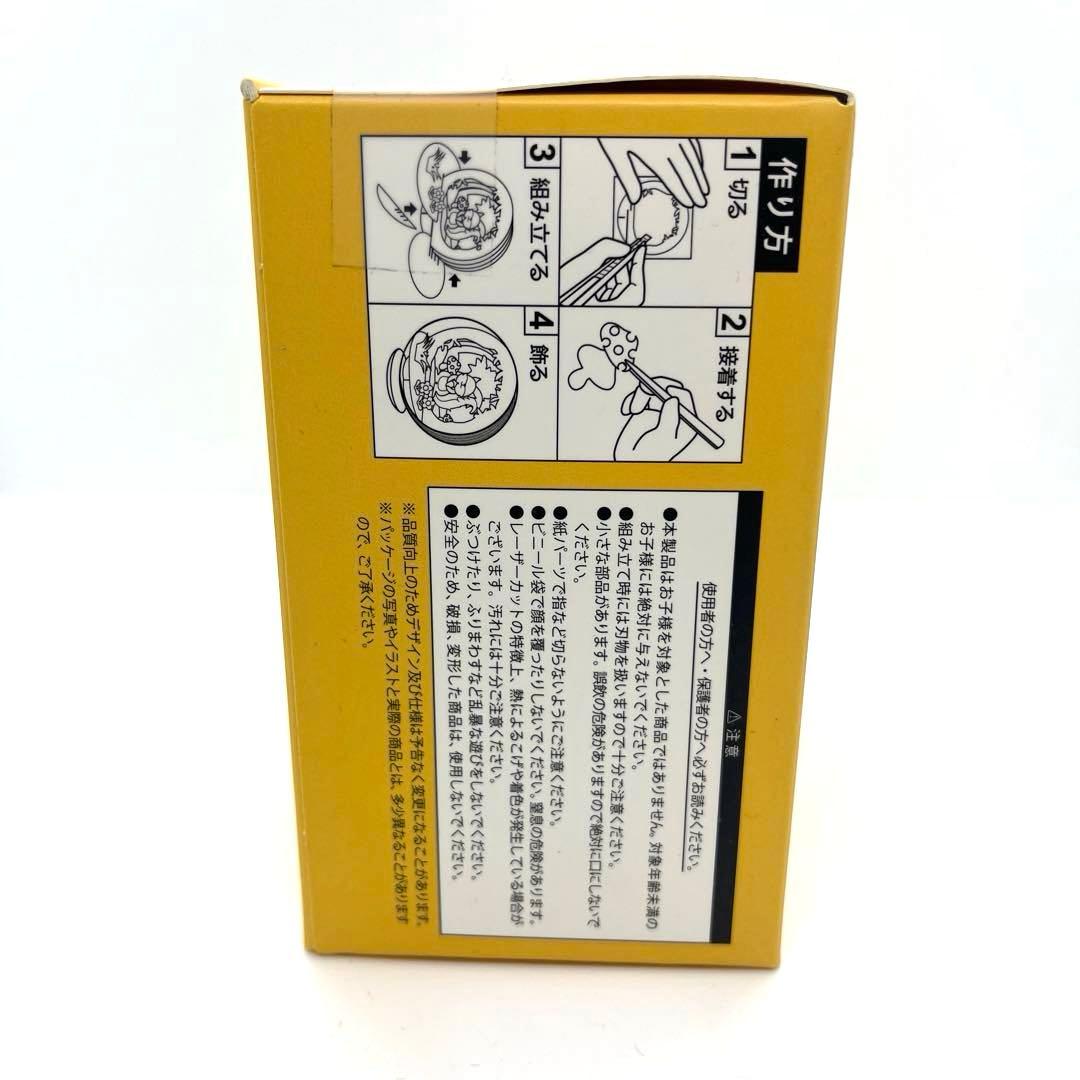 作り方
1 切る
2 接着する
3 組み立てる
4 飾る
⚠ 注意
使用者の方へ・保護者の方へ必ずお読みください。
●本製品はお子様を対象とした商品ではありません。対象年齢未満の
お子様には絶対に与えないでください。
●組み立て時には刃物を扱いますので十分ご注意ください。
●小さな部品があります。誤飲の危険がありますので絶対に口にしないで
ください。
●紙パーツで指など切らないようにご注意ください。
●ビニール袋で顔を覆ったりしないでください。窒息の危険があります。
●レーザーカットの特徴上、熱によるこげや着色が発生している場合が
ございます。汚れには十分ご注意ください。
●ぶつけたり、ふりまわすなど乱暴な遊びをしないでください。
●安全のため、破損、変形した商品は、使用しないでください。
※品質向上のためデザイン及び仕様は予告なく変更になることがあります。
※パッケージの写真やイラストと実際の商品とは、多少異なることがあります
ので、ご了承ください。